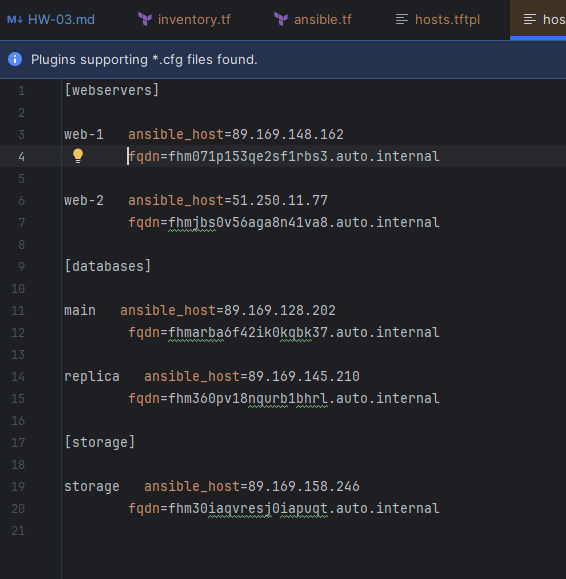 M↓ HW-03.md inventory.tf ansible.tf hosts.tftpl hos
Plugins supporting *.cfg files found.
1 [webservers]
2
3 web-1 ansible_host=89.169.148.162
4 fqdn=fhm071p153qe2sf1rbs3.auto.internal
5
6 web-2 ansible_host=51.250.11.77
7 fqdn=fhmjbs0v56aga8n41va8.auto.internal
8
9 [databases]
10
11 main ansible_host=89.169.128.202
12 fqdn=fhmarba6f42ik0kqbk37.auto.internal
13
14 replica ansible_host=89.169.145.210
15 fqdn=fhm360pv18nqurb1bhrl.auto.internal
16
17 [storage]
18
19 storage ansible_host=89.169.158.246
20 fqdn=fhm30iaqvresj0iapuqt.auto.internal
21